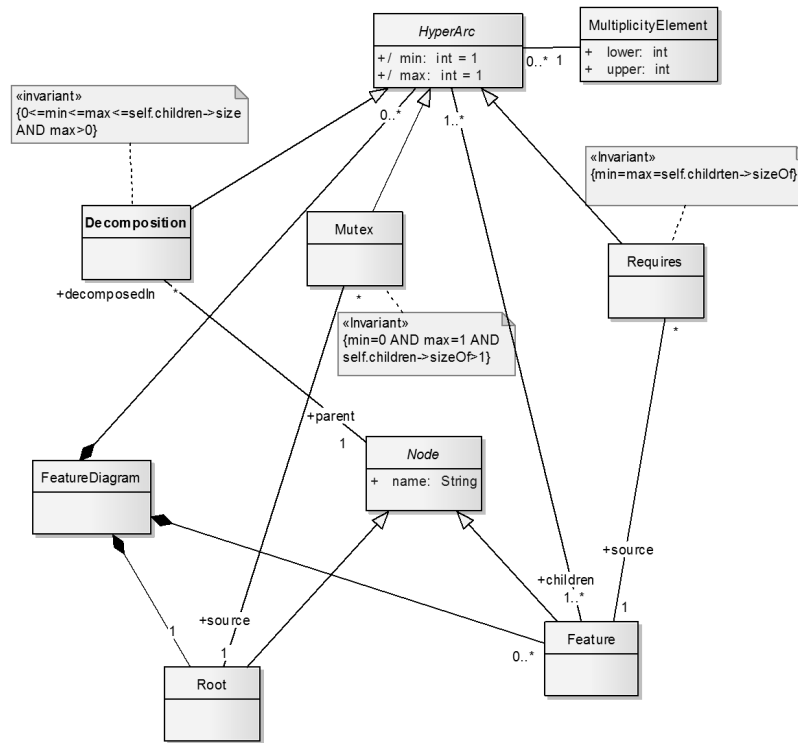 HyperArc
+/ min: int = 1
+/ max: int = 1
MultiplicityElement
+ lower: int
+ upper: int
0..* 1
«invariant»
{0<=min<=max<=self.children->size
AND max>0}
0..*
1..*
«Invariant»
{min=max=self.childrten->sizeOf}
Decomposition
Mutex
Requires
+decomposedIn *
*
*
«Invariant»
{min=0 AND max=1 AND
self.children->sizeOf>1}
+parent
1
Node
+ name: String
FeatureDiagram
+source
+children
1..*
1
+source
1
1
Feature
0..*
Root